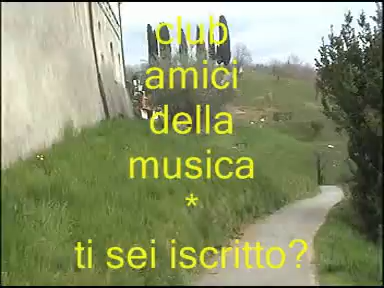 club
amici
della
musica
*
ti sei iscritto?